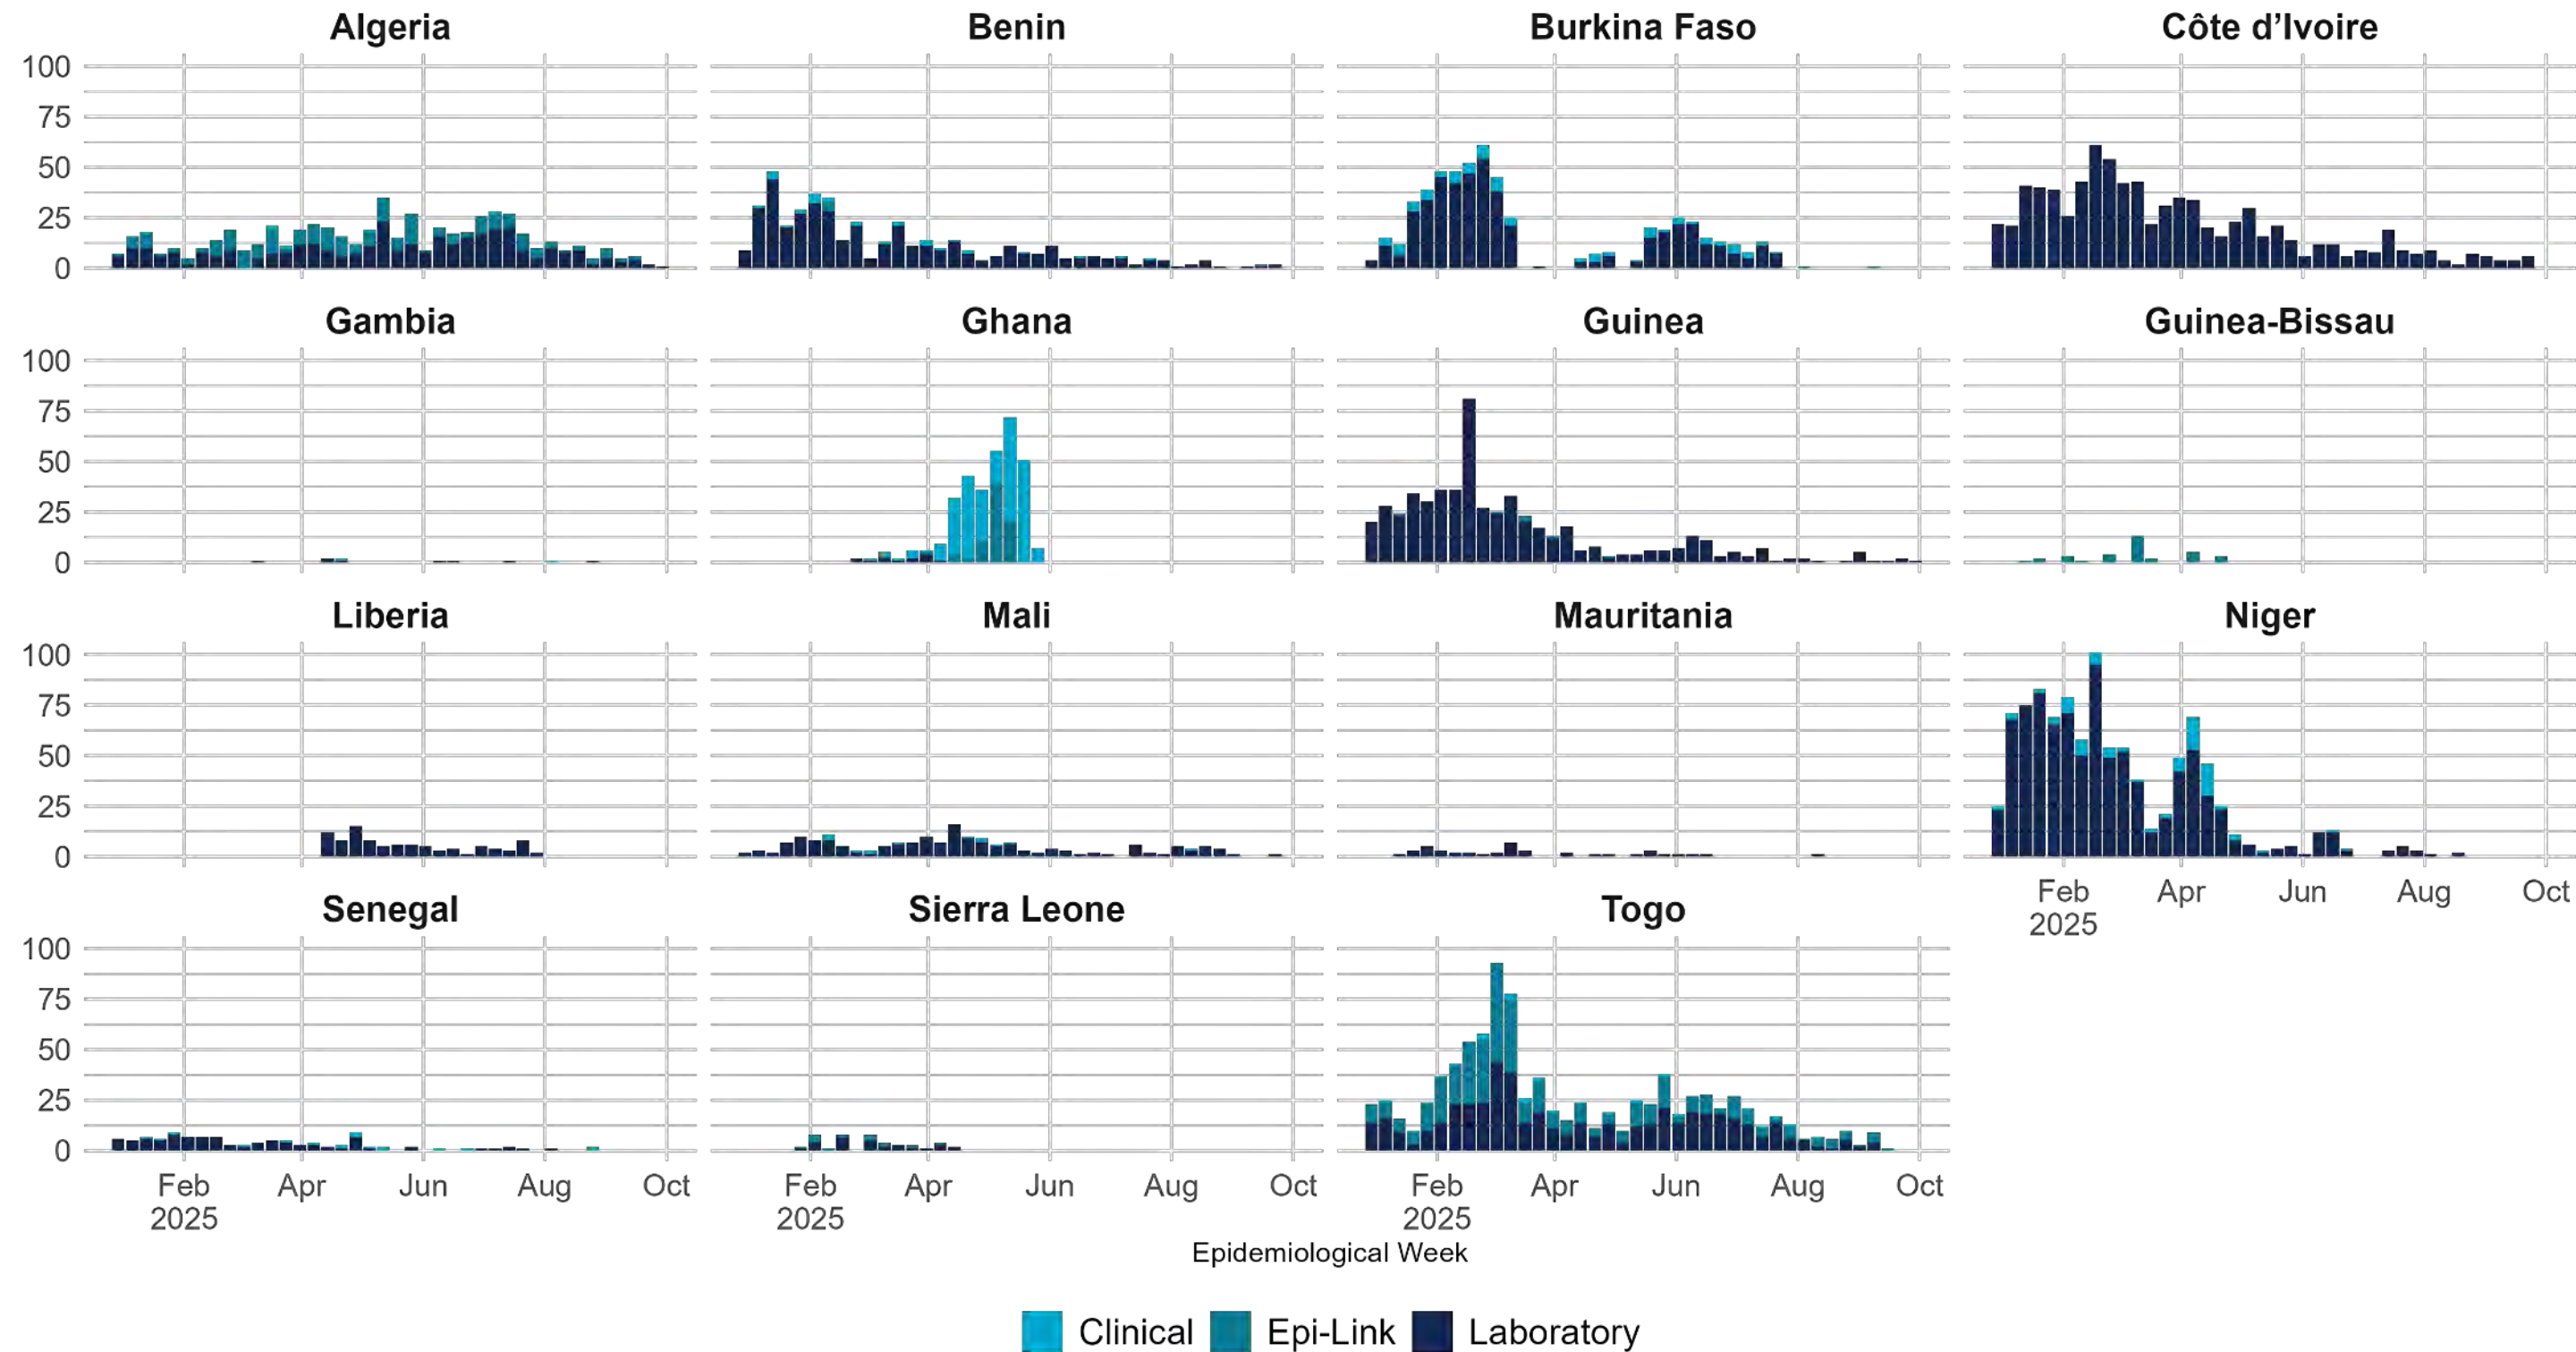 Algeria Benin Burkina Faso Côte d’Ivoire
100
75
50
25
0
Gambia Ghana Guinea Guinea-Bissau
100
75
50
25
0
Liberia Mali Mauritania Niger
100
75
50
25
0
Feb Apr Jun Aug Oct
2025
Senegal Sierra Leone Togo
100
75
50
25
0
Feb Apr Jun Aug Oct Feb Apr Jun Aug Oct Feb Apr Jun Aug Oct
2025 2025 2025
Epidemiological Week
Clinical Epi-Link Laboratory